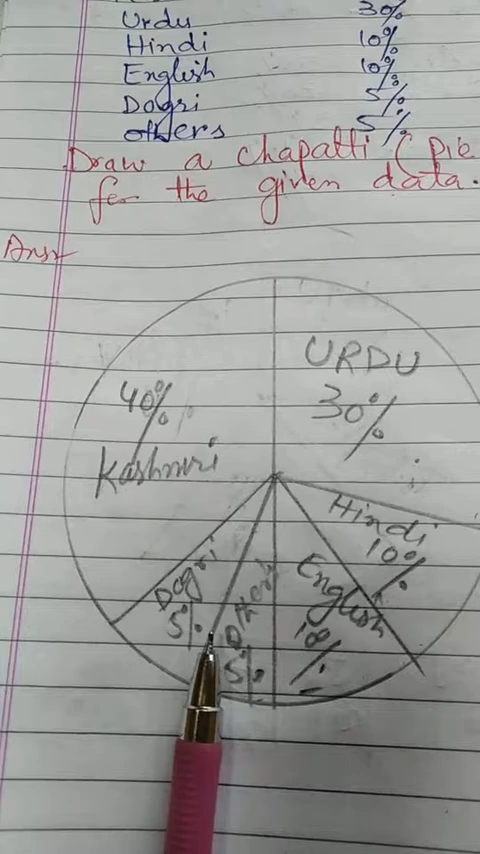 Urdu 30%
Hindi 10%
English 10%
Dogri 5%
others 5%
Draw a chapatti (pie
for the given data.
Ans
URDU
30%
40%
Kashmiri
Hindi
10%
English
10%
Dogri
5%
Others
5%